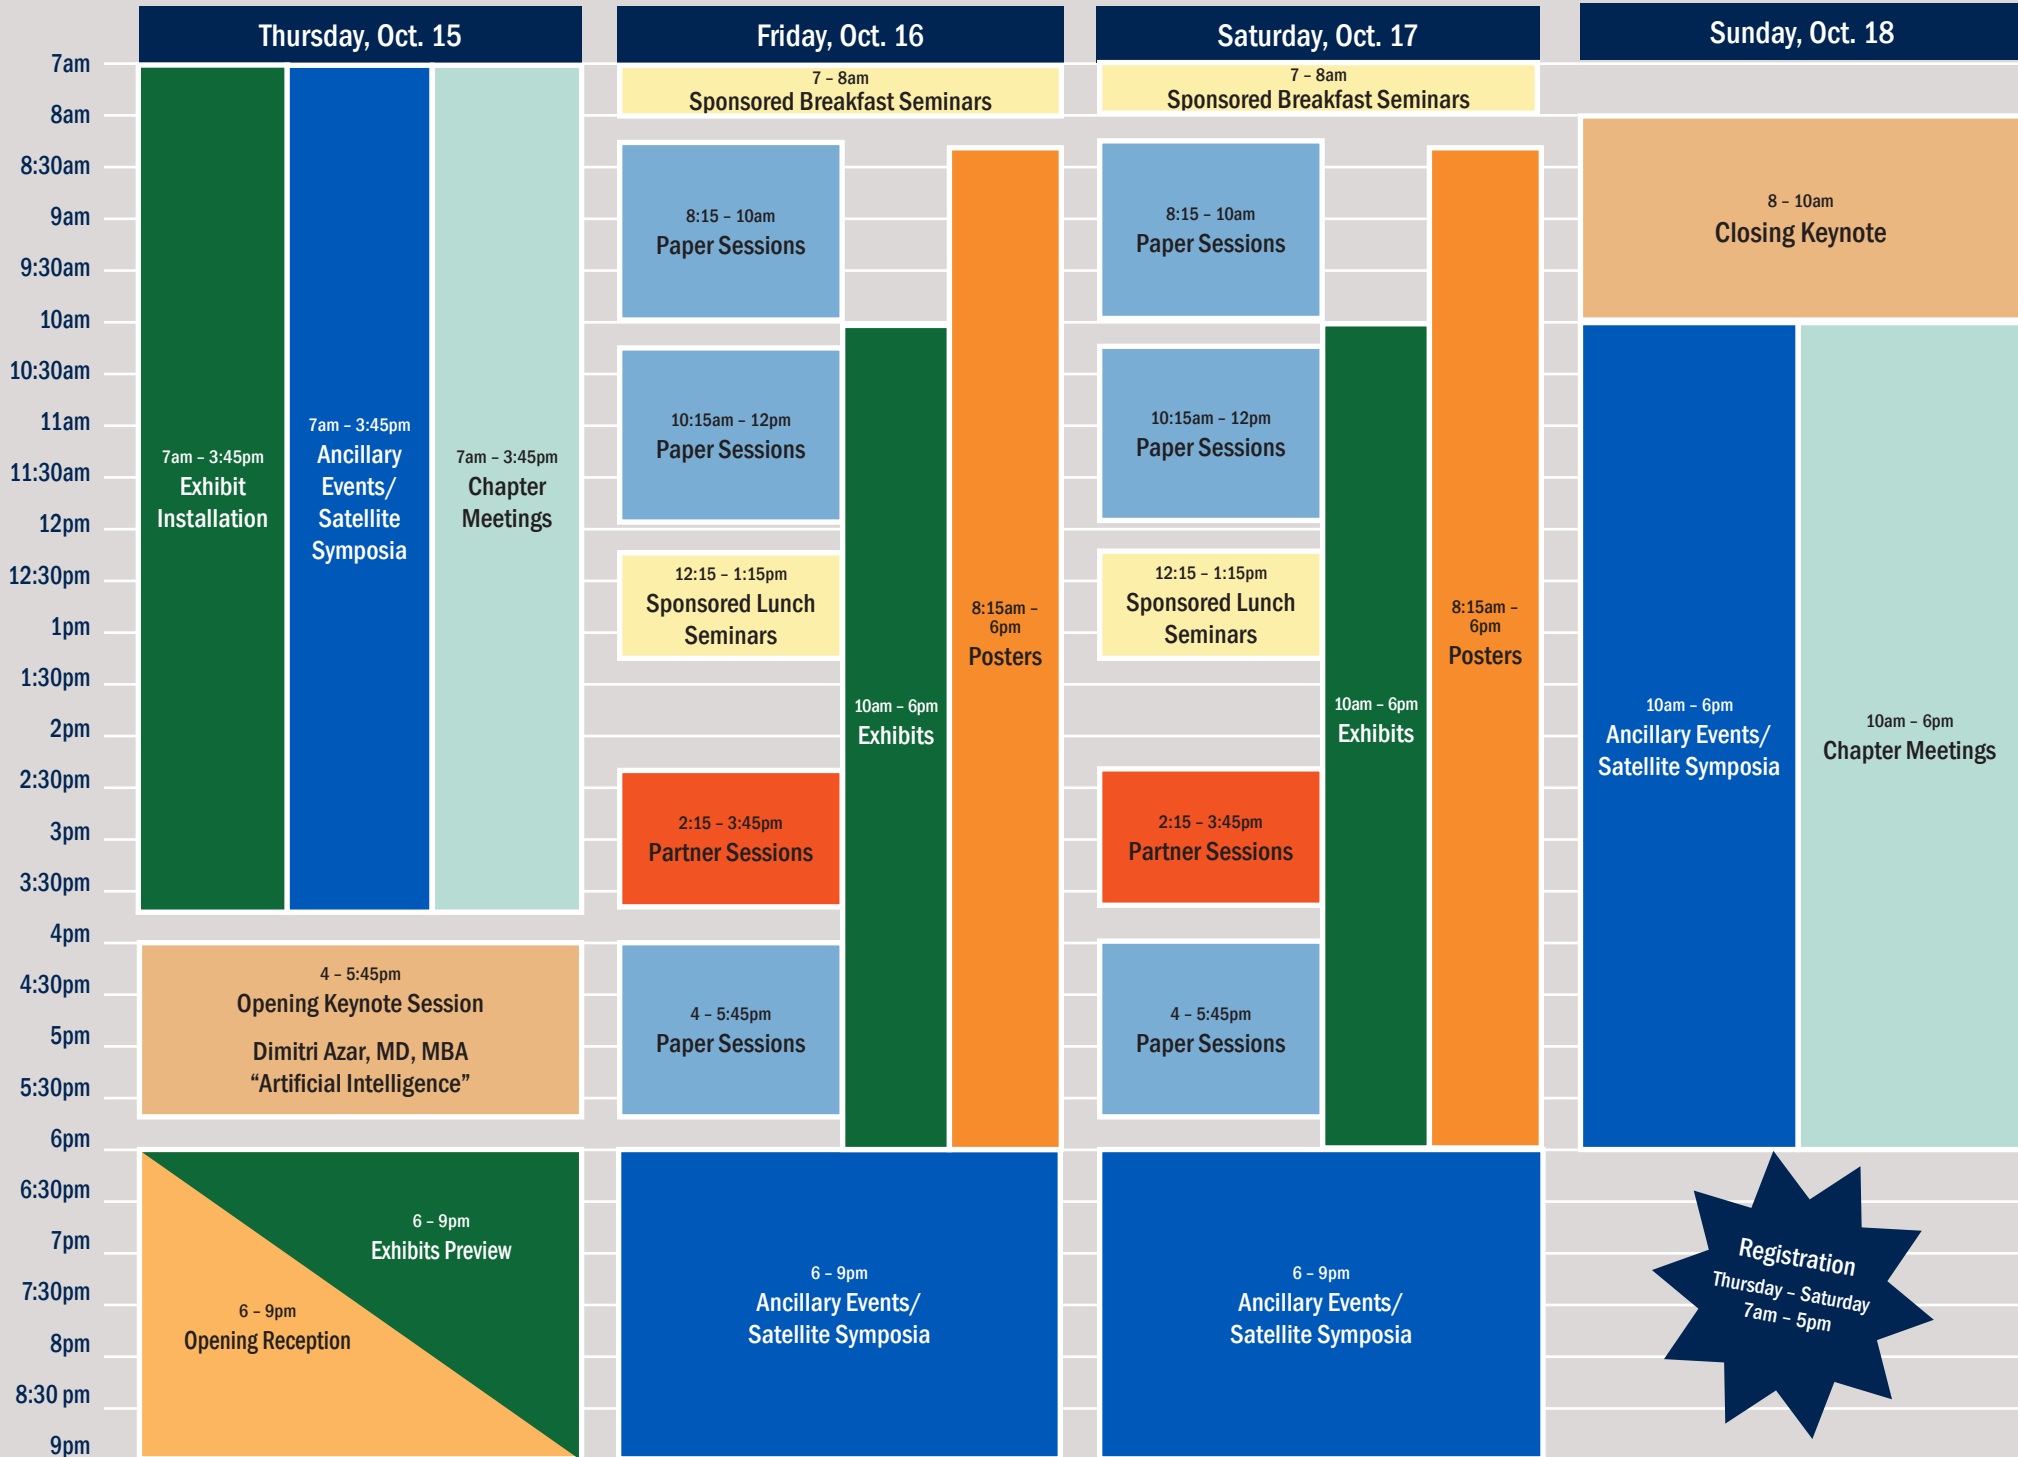 Thursday, Oct. 15
Friday, Oct. 16
Saturday, Oct. 17
Sunday, Oct. 18
7am
8am
8:30am
9am
9:30am
10am
10:30am
11am
11:30am
12pm
12:30pm
1pm
1:30pm
2pm
2:30pm
3pm
3:30pm
4pm
4:30pm
5pm
5:30pm
6pm
6:30pm
7pm
7:30pm
8pm
8:30 pm
9pm
7am – 3:45pm
Exhibit
Installation
7am – 3:45pm
Ancillary
Events/
Satellite
Symposia
7am – 3:45pm
Chapter
Meetings
4 – 5:45pm
Opening Keynote Session
Dimitri Azar, MD, MBA
“Artificial Intelligence”
6 – 9pm
Exhibits Preview
6 – 9pm
Opening Reception
7 – 8am
Sponsored Breakfast Seminars
8:15 – 10am
Paper Sessions
10:15am – 12pm
Paper Sessions
12:15 – 1:15pm
Sponsored Lunch
Seminars
2:15 – 3:45pm
Partner Sessions
4 – 5:45pm
Paper Sessions
10am – 6pm
Exhibits
8:15am –
6pm
Posters
6 – 9pm
Ancillary Events/
Satellite Symposia
7 – 8am
Sponsored Breakfast Seminars
8:15 – 10am
Paper Sessions
10:15am – 12pm
Paper Sessions
12:15 – 1:15pm
Sponsored Lunch
Seminars
2:15 – 3:45pm
Partner Sessions
4 – 5:45pm
Paper Sessions
10am – 6pm
Exhibits
8:15am –
6pm
Posters
6 – 9pm
Ancillary Events/
Satellite Symposia
8 – 10am
Closing Keynote
10am – 6pm
Ancillary Events/
Satellite Symposia
10am – 6pm
Chapter Meetings
Registration
Thursday – Saturday
7am – 5pm